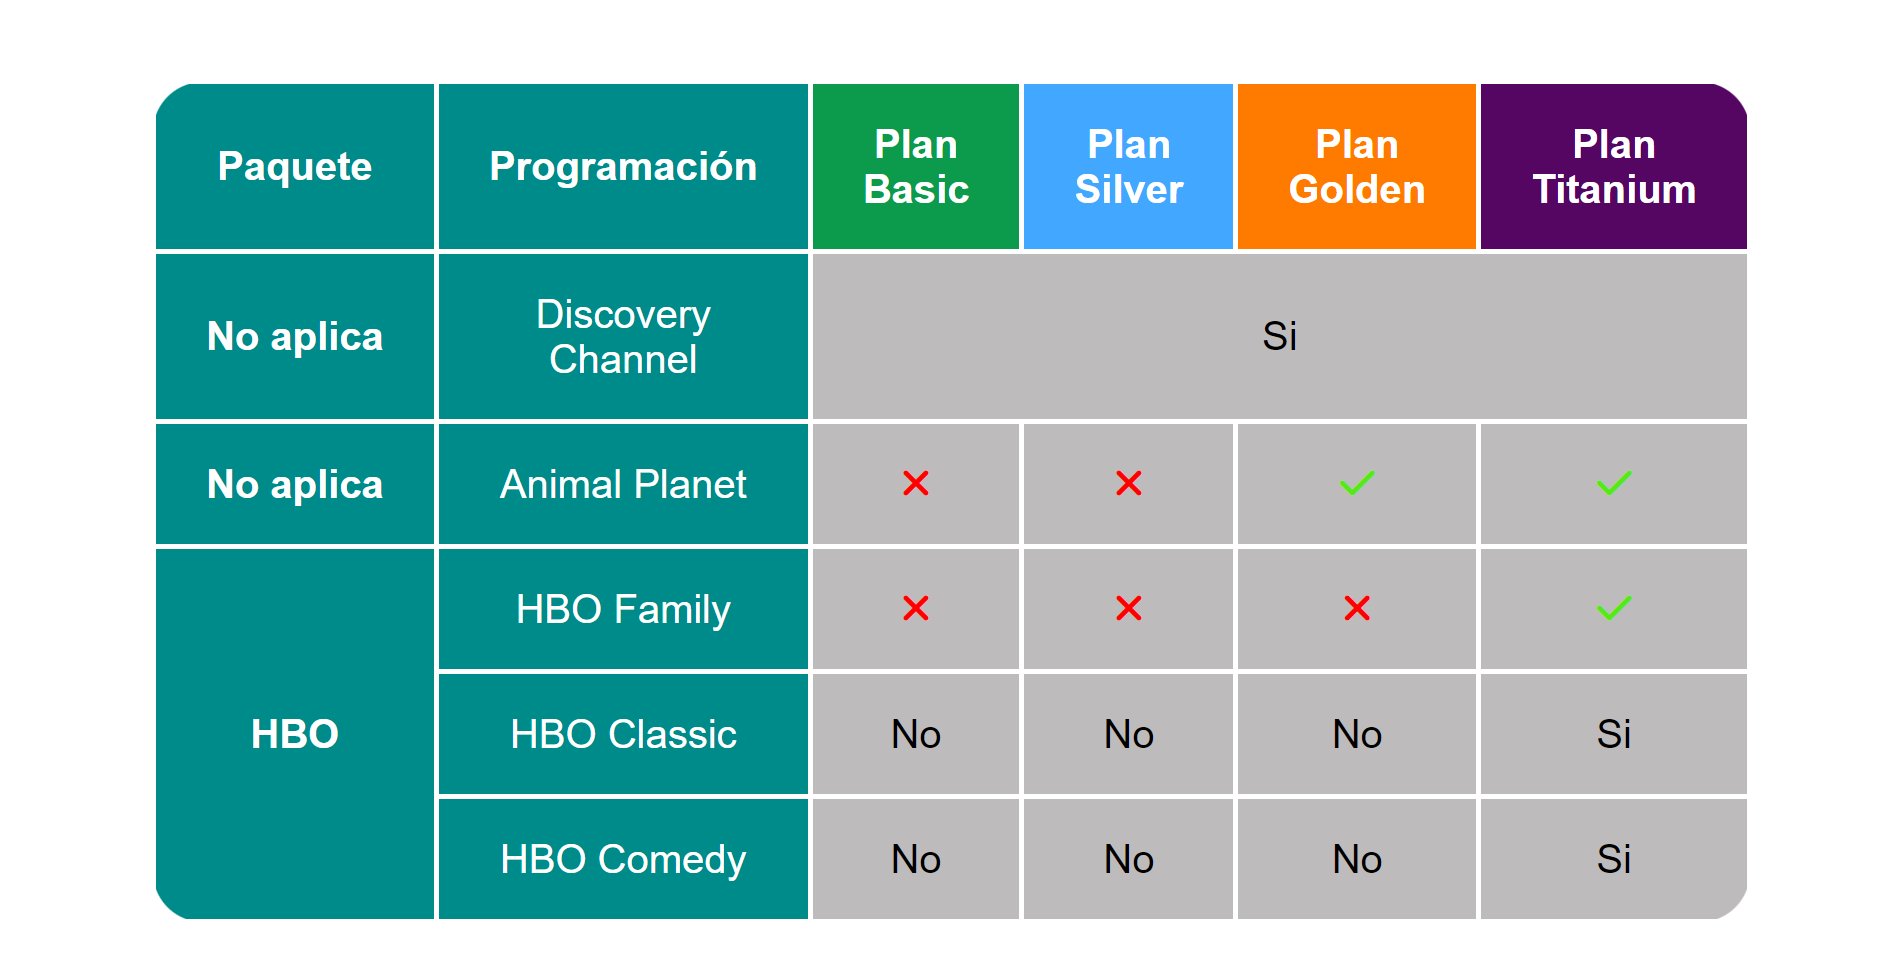 Paquete
Programación
Plan
Basic
Plan
Silver
Plan
Golden
Plan
Titanium
No aplica
Discovery
Channel
Si
No aplica
Animal Planet
HBO
HBO Family
HBO Classic
No
No
No
Si
HBO Comedy
No
No
No
Si